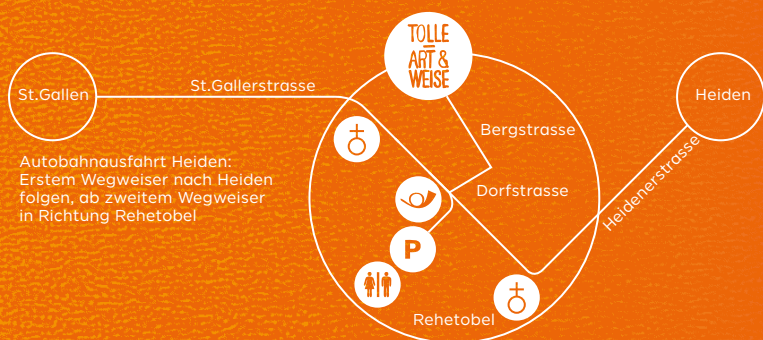 TOLLE
ART &
WEISE
St.Gallen
St.Gallerstrasse
Heiden
Bergstrasse
Autobahnausfahrt Heiden:
Erstem Wegweiser nach Heiden
folgen, ab zweitem Wegweiser
in Richtung Rehetobel
Dorfstrasse
Heidenerstrasse
P
Rehetobel